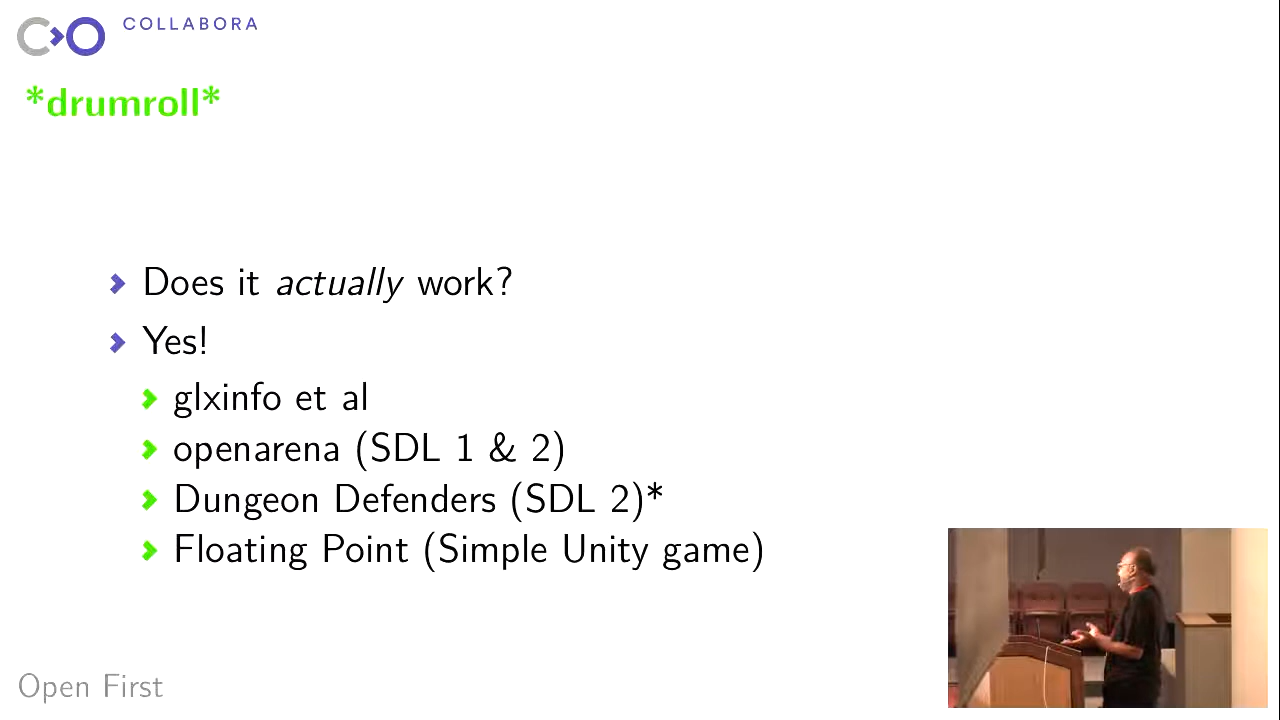 COLLABORA
*drumroll*
Does it actually work?
Yes!
glxinfo et al
openarena (SDL 1 & 2)
Dungeon Defenders (SDL 2)*
Floating Point (Simple Unity game)
Open First